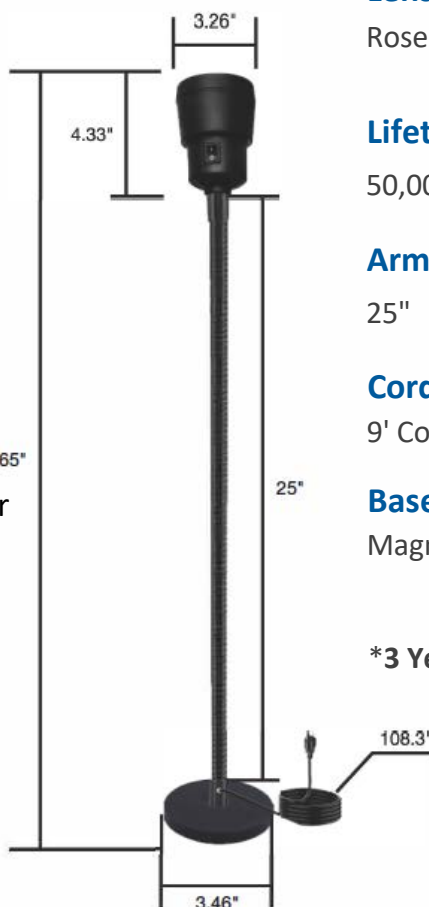 3.26"
Rose
4.33"
Lifet
50,00
Arm
25"
Cord
9' Co
65"
r
25"
Base
Magn
*3 Ye
108.3"
3.46"